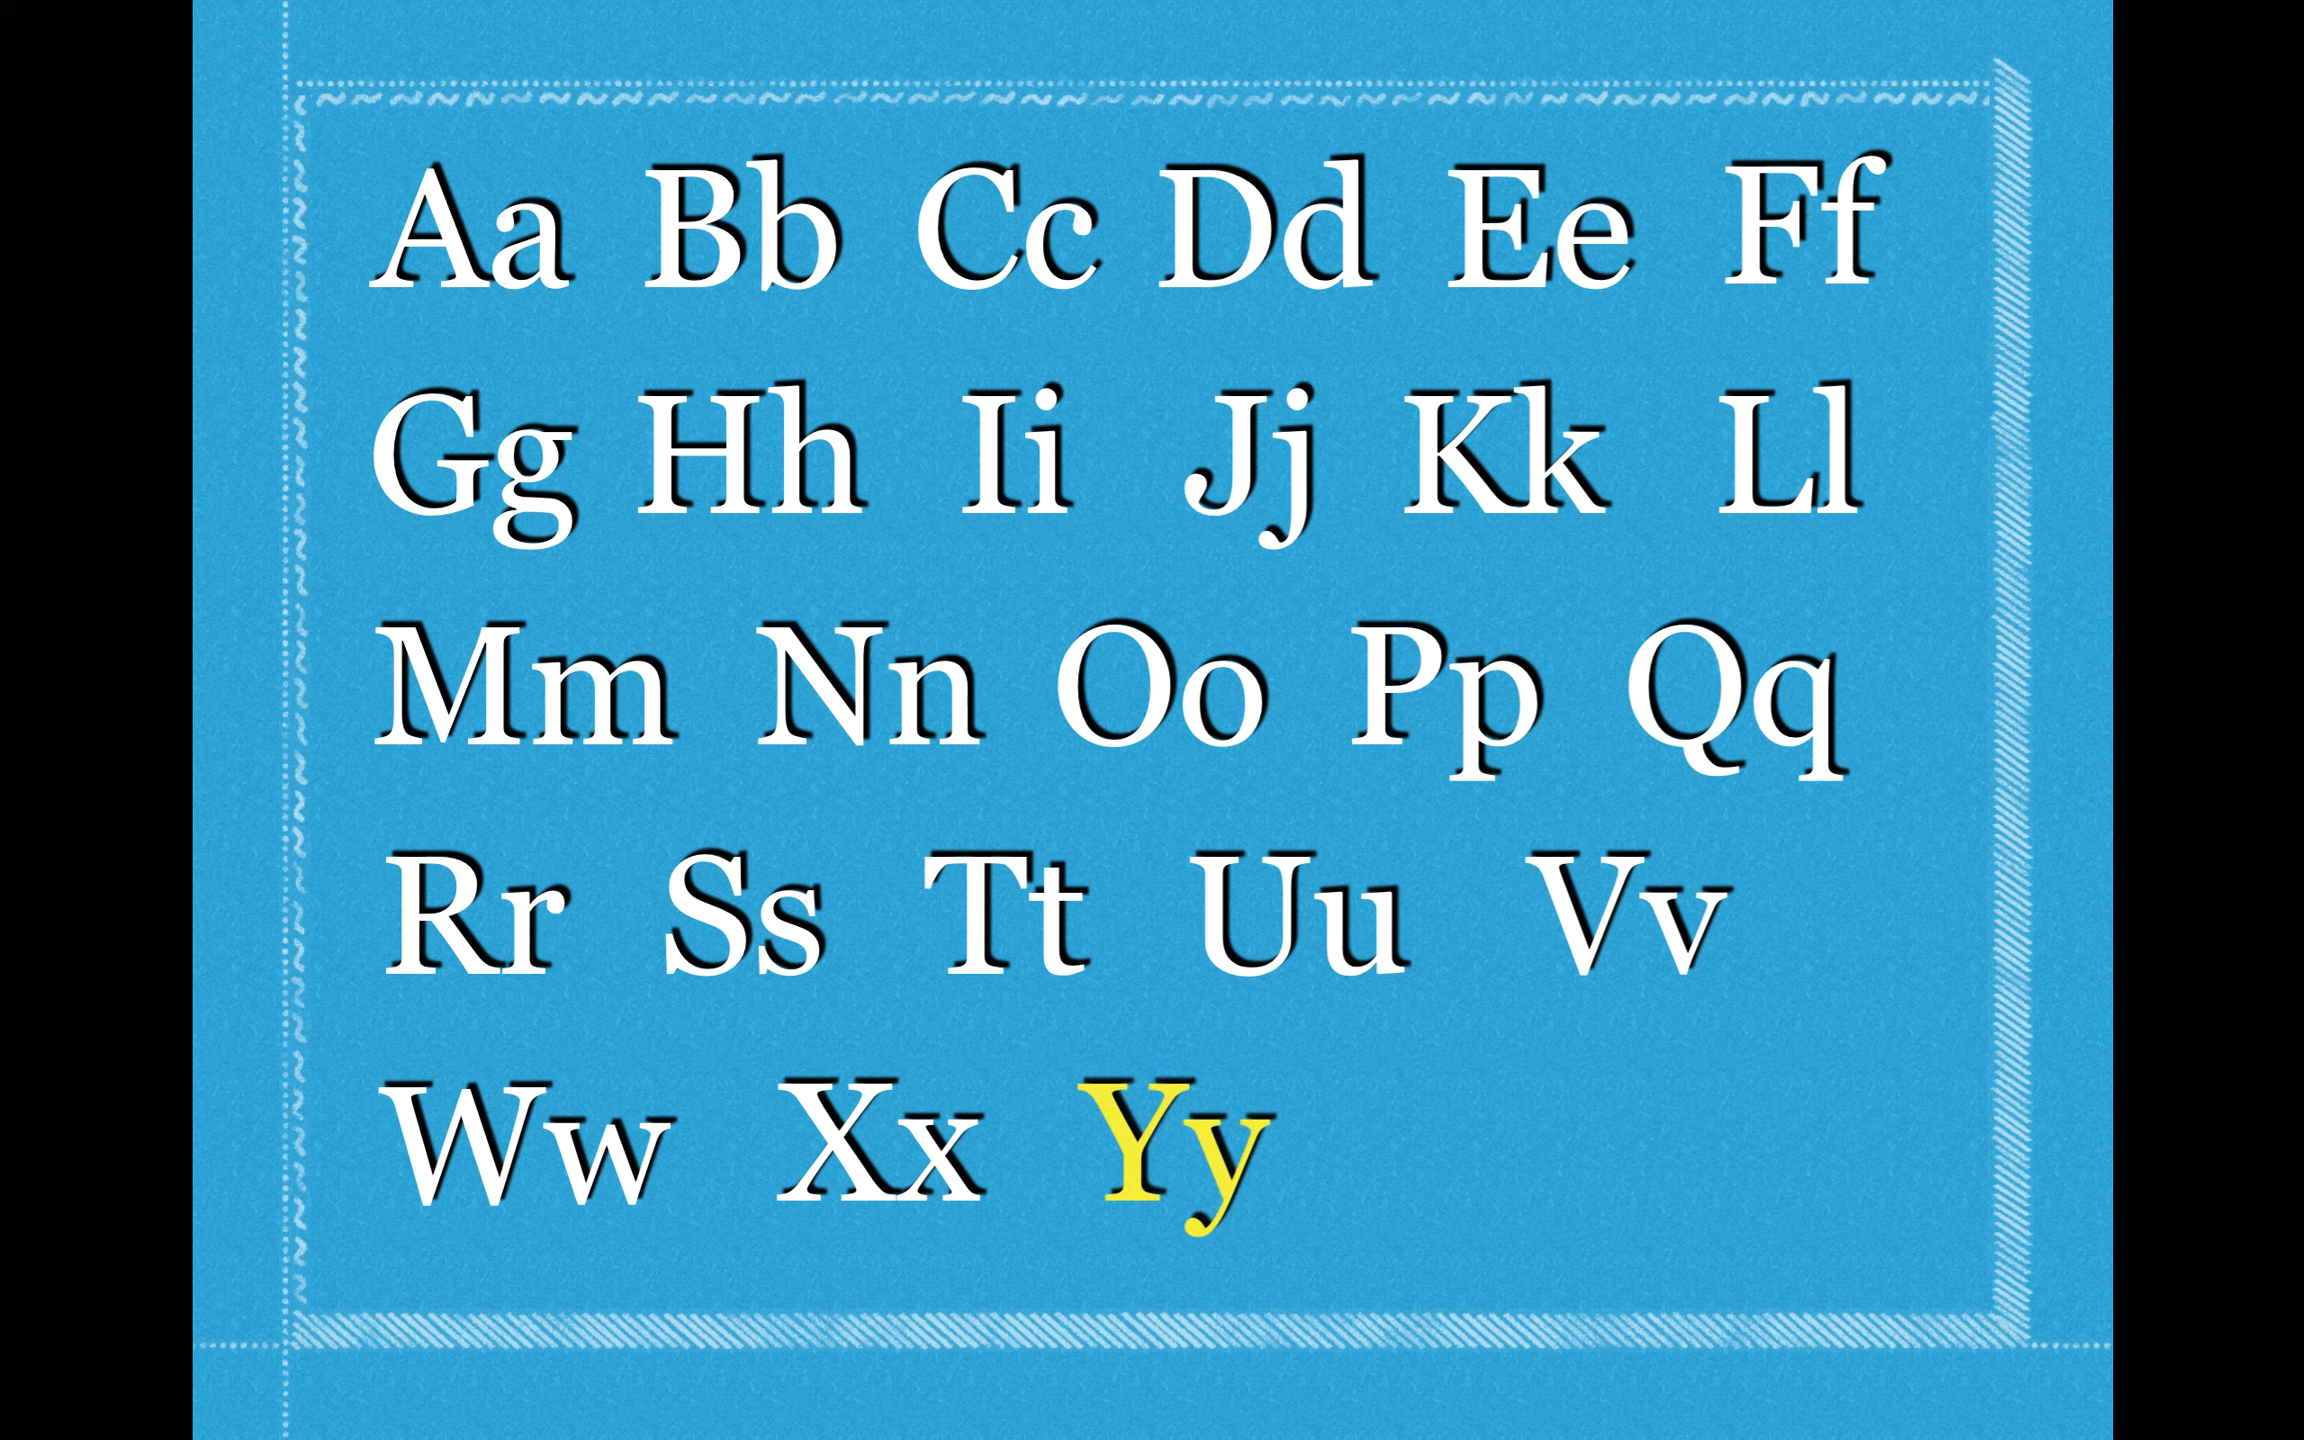 Aa Bb Cc Dd Ee Ff
Gg Hh Ii Jj Kk Ll
Mm Nn Oo Pp Qq
Rr Ss Tt Uu Vv
Ww Xx Yy